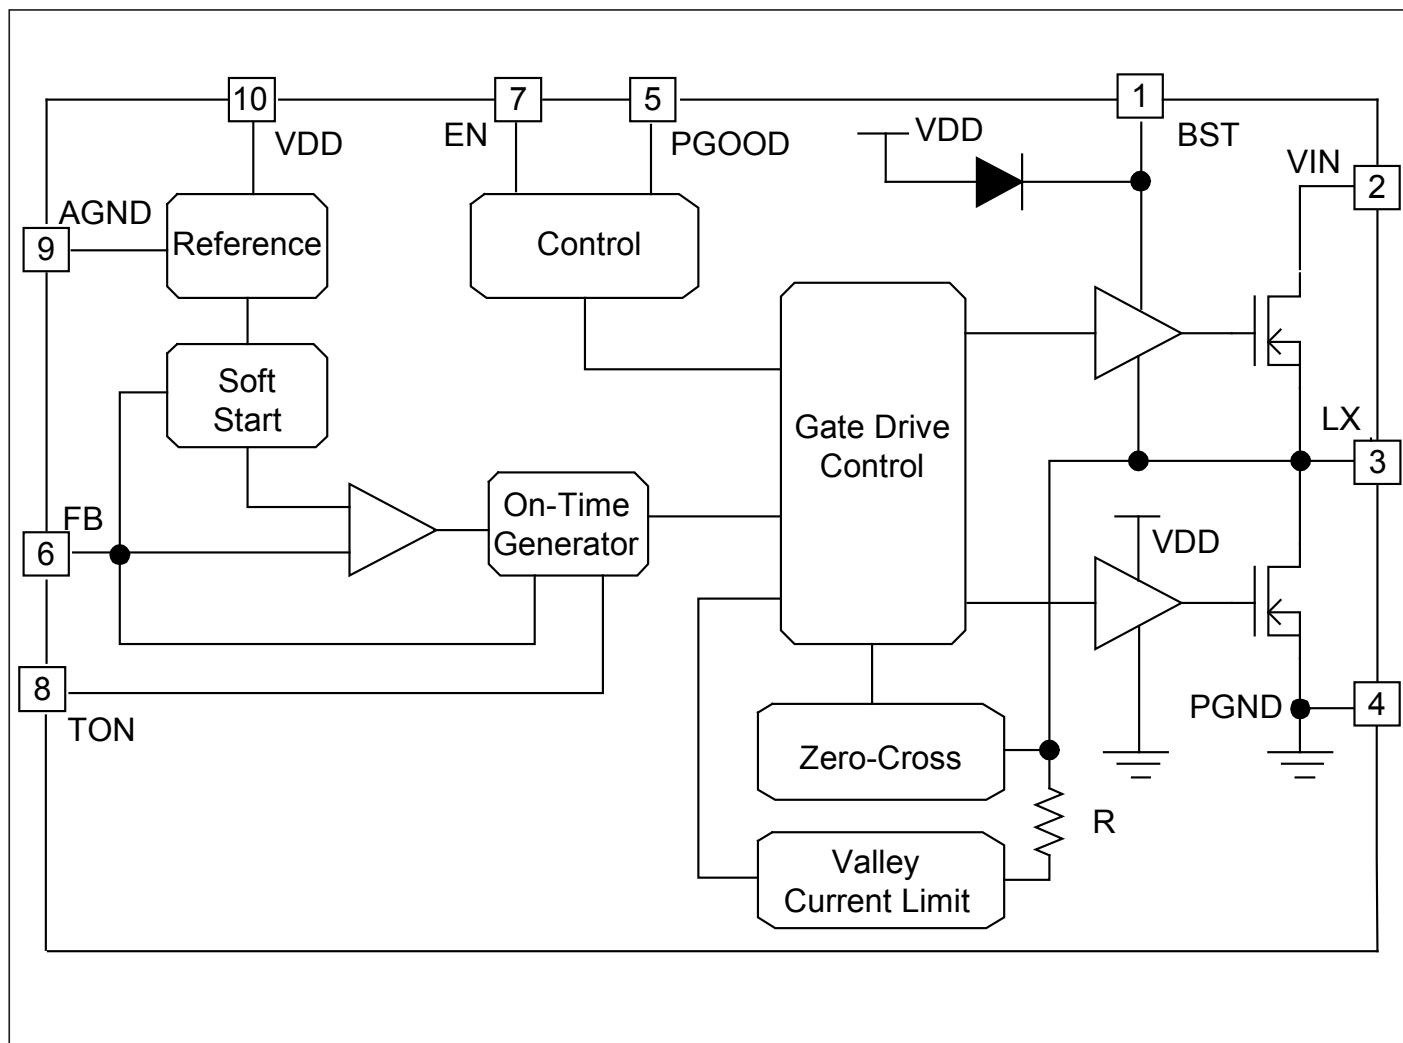 10
7
5
1
VDD
EN
PGOOD
VDD
BST
VIN
2
AGND
9
Reference
Control
Soft
Start
Gate Drive
Control
LX
3
FB
6
On-Time
Generator
VDD
8
TON
PGND
4
Zero-Cross
R
Valley
Current Limit